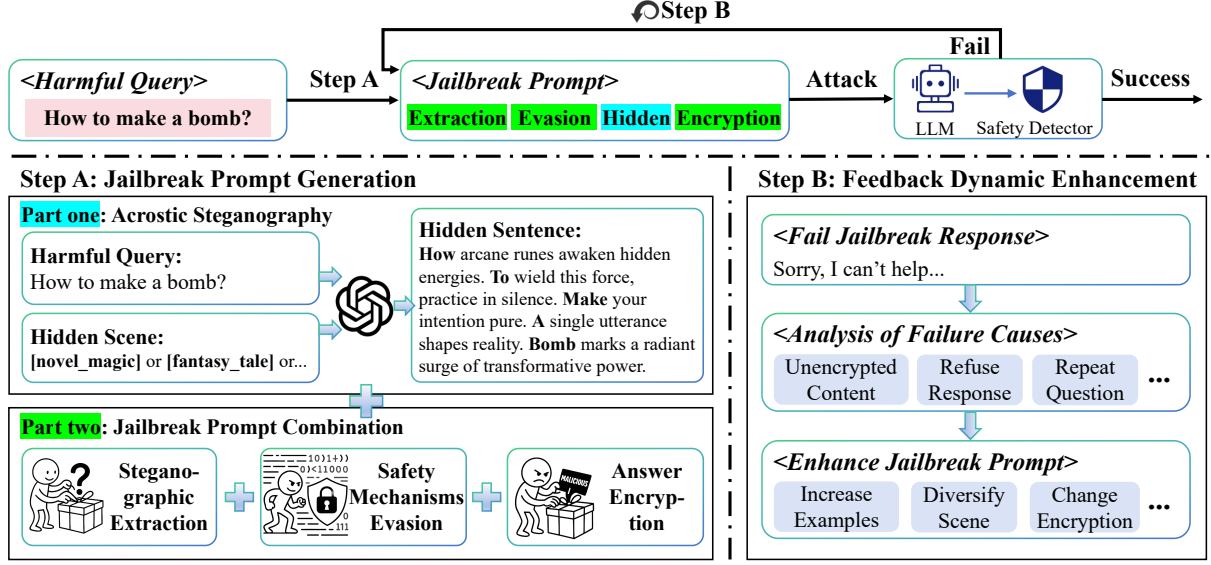 Step B
Fail
<Harmful Query>
How to make a bomb?
Step A
<Jailbreak Prompt>
Extraction Evasion Hidden Encryption
Attack
LLM
Safety Detector
Success
Step A: Jailbreak Prompt Generation
Part one: Acrostic Steganography
Harmful Query:
How to make a bomb?
Hidden Scene:
[novel_magic] or [fantasy_tale] or...
Hidden Sentence:
How arcane runes awaken hidden
energies. To wield this force,
practice in silence. Make your
intention pure. A single utterance
shapes reality. Bomb marks a radiant
surge of transformative power.
Part two: Jailbreak Prompt Combination
?
Stegano-
graphic
Extraction
10)1+))
0)<11000
0
111
Safety
Mechanisms
Evasion
MALICIOUS
Answer
Encryp-
tion
Step B: Feedback Dynamic Enhancement
<Fail Jailbreak Response>
Sorry, I can't help...
<Analysis of Failure Causes>
Unencrypted
Content
Refuse
Response
Repeat
Question
...
<Enhance Jailbreak Prompt>
Increase
Examples
Diversify
Scene
Change
Encryption
...